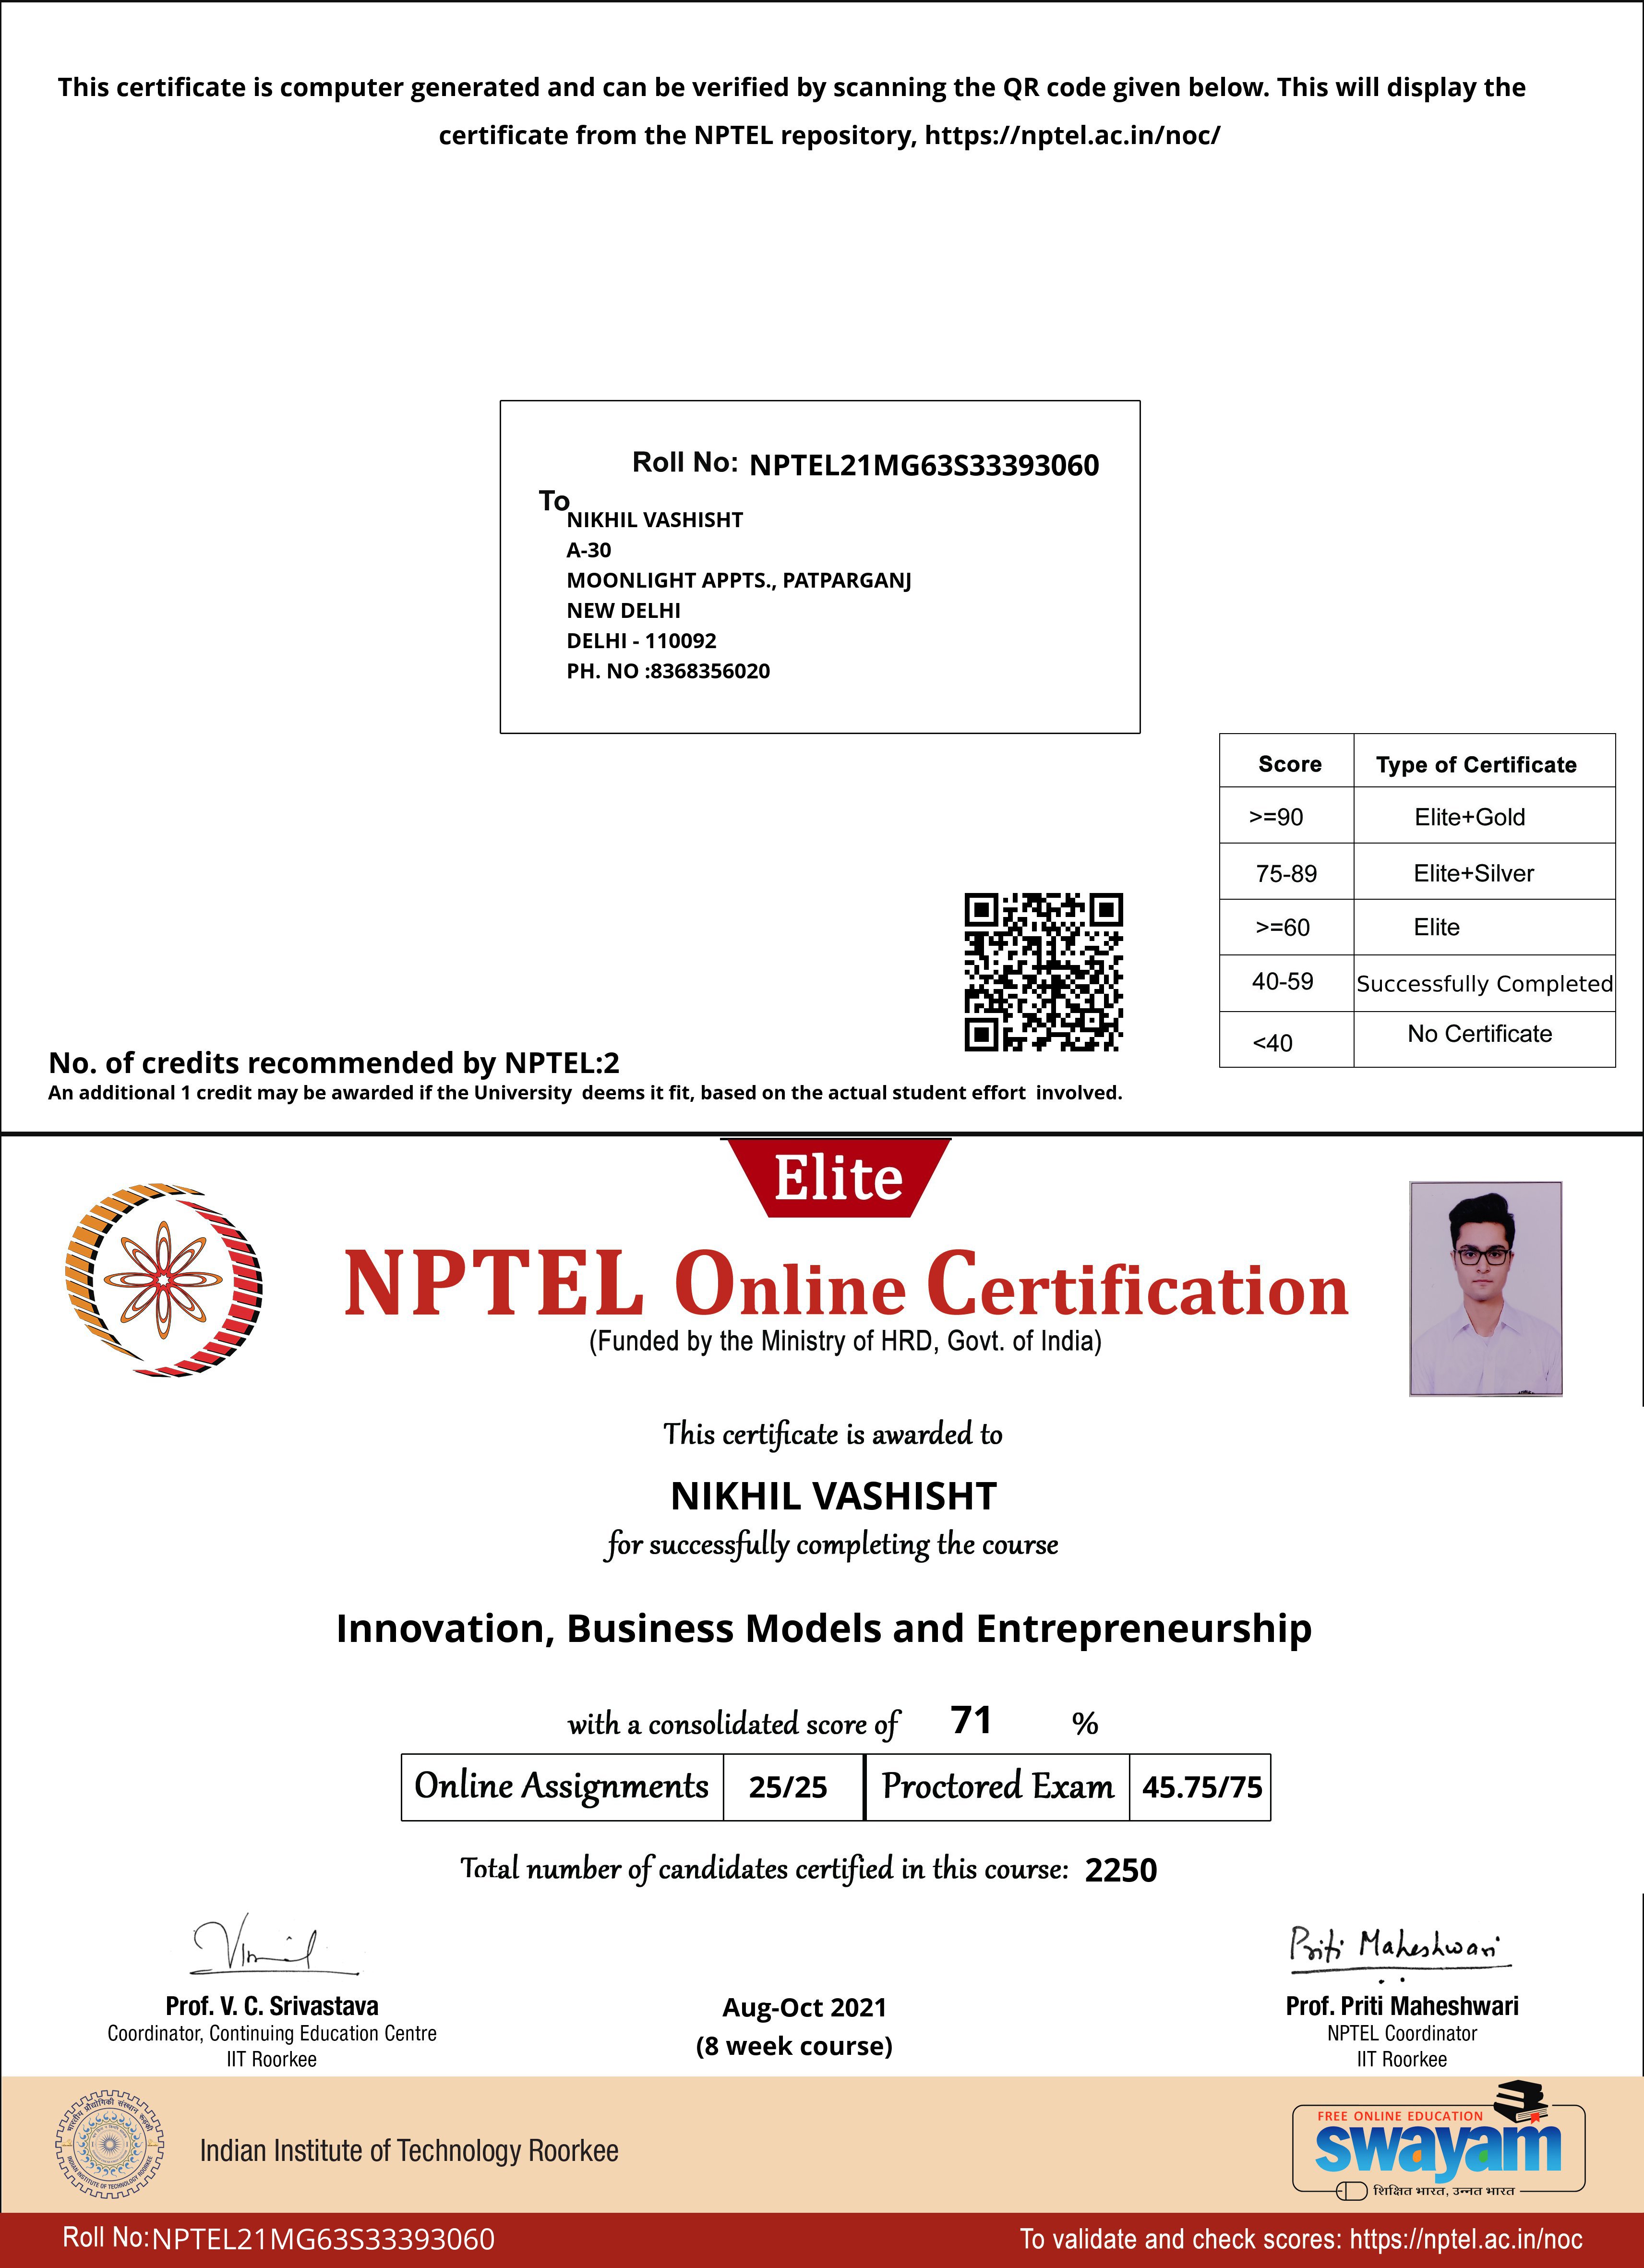 This certificate is computer generated and can be verified by scanning the QR code given below. This will display the
certificate from the NPTEL repository, https://nptel.ac.in/noc/
Roll No: NPTEL21MG63S33393060
To
NIKHIL VASHISHT
A-30
MOONLIGHT APPTS., PATPARGANJ
NEW DELHI
DELHI - 110092
PH. NO :8368356020
Score Type of Certificate
>=90 Elite+Gold
75-89 Elite+Silver
>=60 Elite
40-59 Successfully Completed
<40 No Certificate
No. of credits recommended by NPTEL:2
An additional 1 credit may be awarded if the University deems it fit, based on the actual student effort involved.
Elite
NPTEL Online Certification
(Funded by the Ministry of HRD, Govt. of India)
This certificate is awarded to
NIKHIL VASHISHT
for successfully completing the course
Innovation, Business Models and Entrepreneurship
with a consolidated score of 71 %
Online Assignments 25/25 Proctored Exam 45.75/75
Total number of candidates certified in this course: 2250
Priti Maheshwari
Prof. V. C. Srivastava
Coordinator, Continuing Education Centre
IIT Roorkee
Aug-Oct 2021
(8 week course)
Prof. Priti Maheshwari
NPTEL Coordinator
IIT Roorkee
भारतीय प्रौद्योगिकी संस्थान रुड़की
INDIAN INSTITUTE OF TECHNOLOGY ROORKEE
Indian Institute of Technology Roorkee
FREE ONLINE EDUCATION
swayam
शिक्षित भारत, उन्नत भारत
Roll No:NPTEL21MG63S33393060
To validate and check scores: https://nptel.ac.in/noc